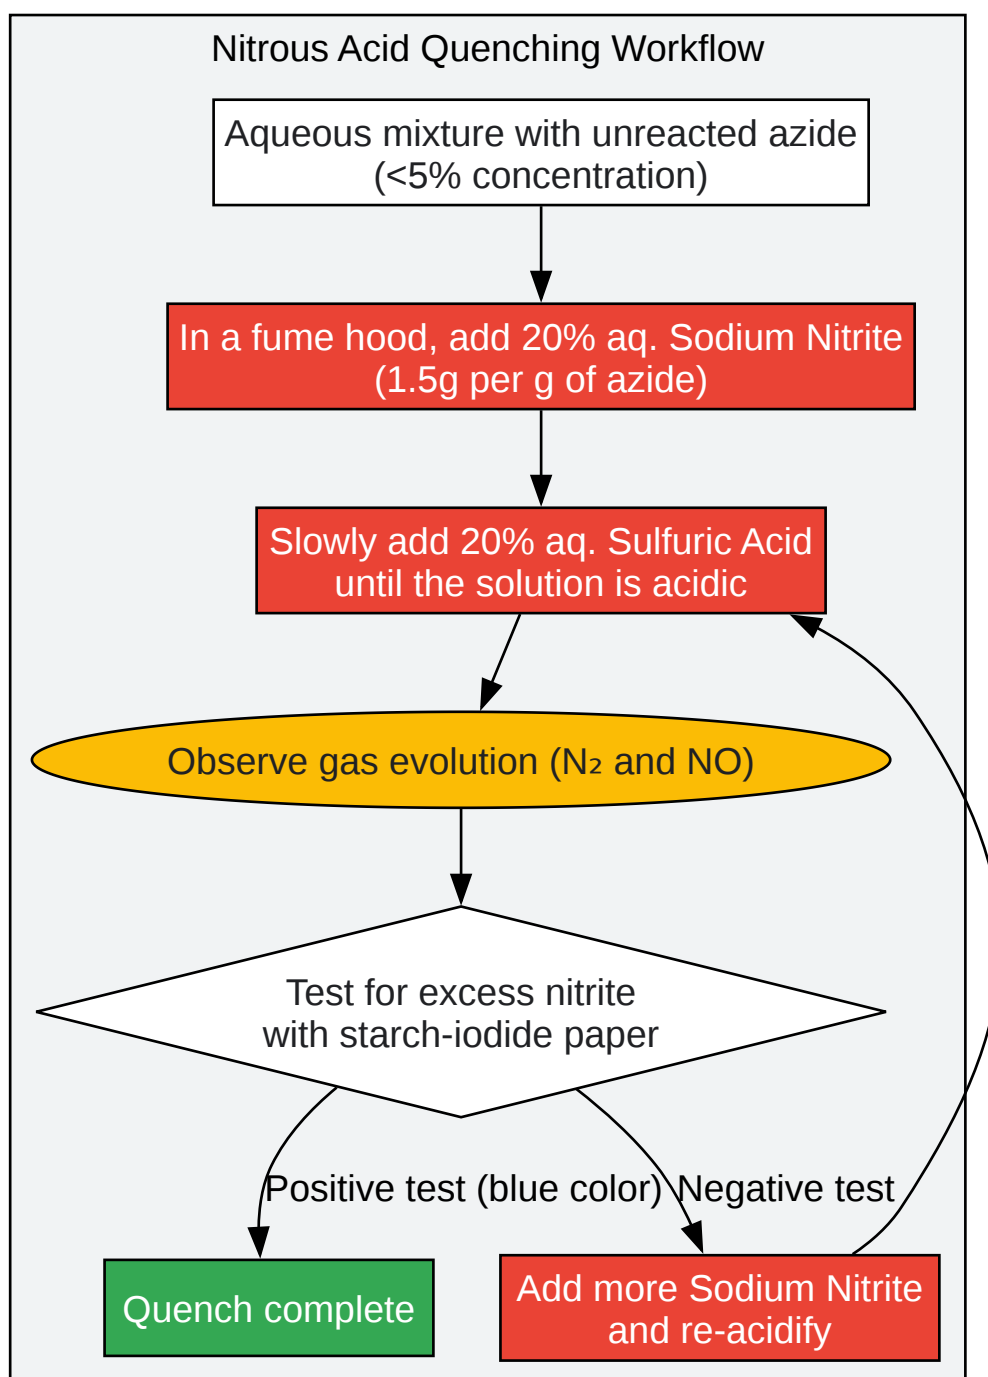 Nitrous Acid Quenching Workflow
Aqueous mixture with unreacted azide
(<5% concentration)
In a fume hood, add 20% aq. Sodium Nitrite
(1.5g per g of azide)
Slowly add 20% aq. Sulfuric Acid
until the solution is acidic
Observe gas evolution (N₂ and NO)
Test for excess nitrite
with starch-iodide paper
Positive test (blue color)
Negative test
Quench complete
Add more Sodium Nitrite
and re-acidify